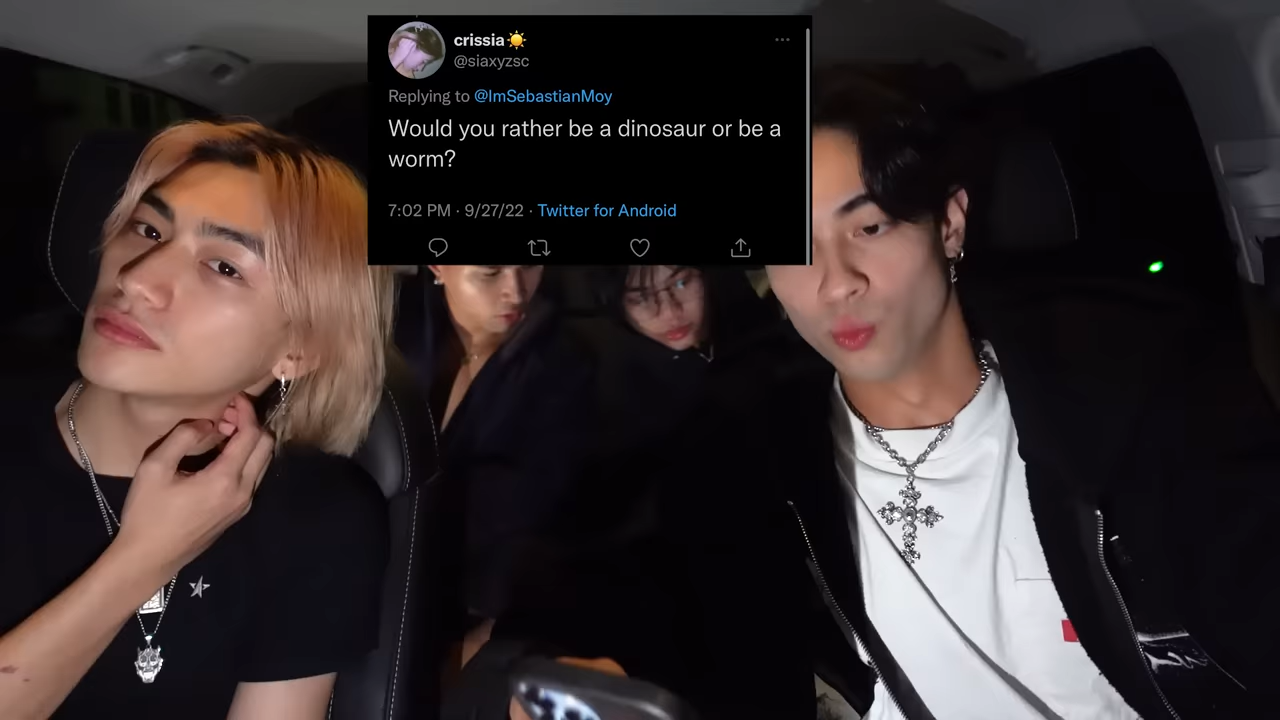 crissia☀️
@siaxyzsc
Replying to @ImSebastianMoy
Would you rather be a dinosaur or be a
worm?
7:02 PM · 9/27/22 · Twitter for Android